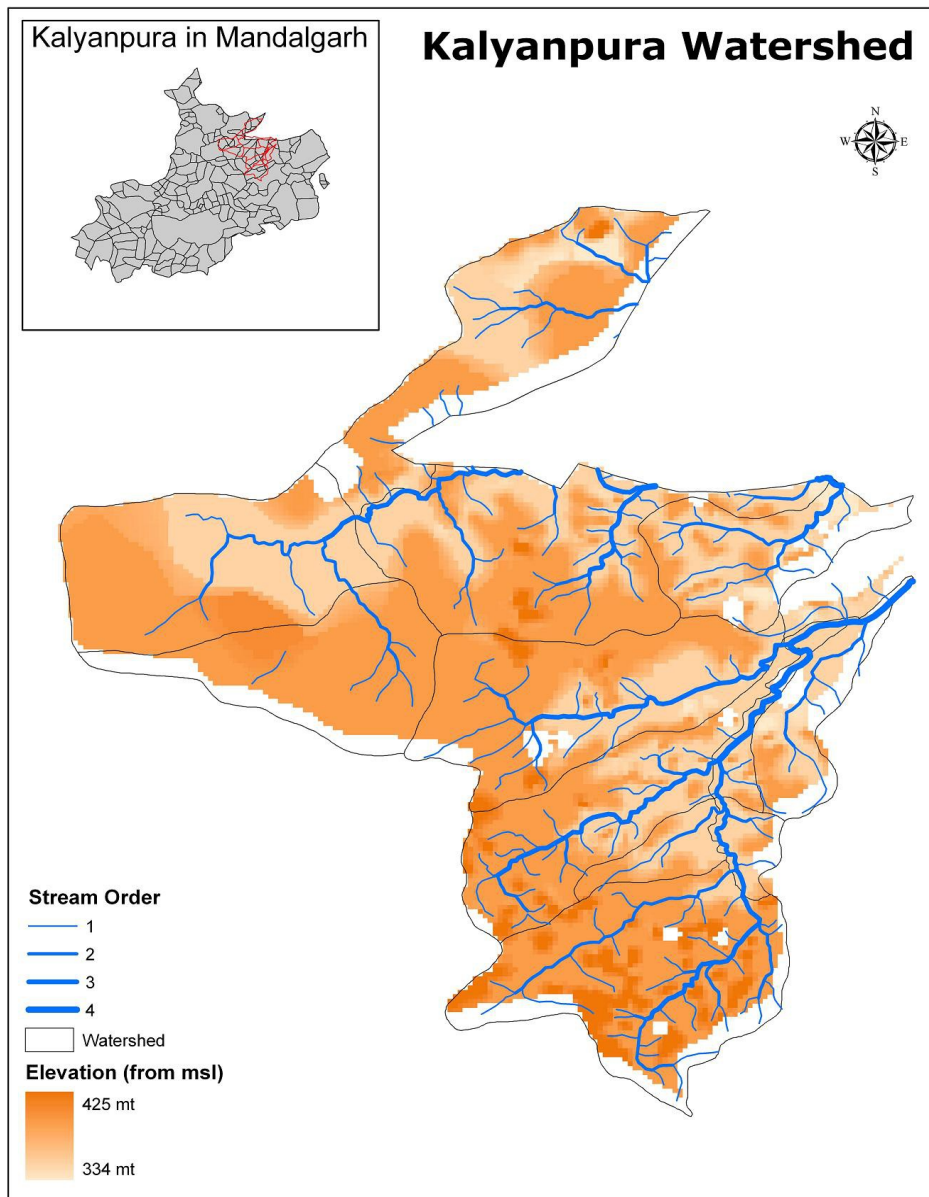 Kalyanpura in Mandalgarh
Kalyanpura Watershed
N
W
E
S
Stream Order
1
2
3
4
Watershed
Elevation (from msl)
425 mt
334 mt